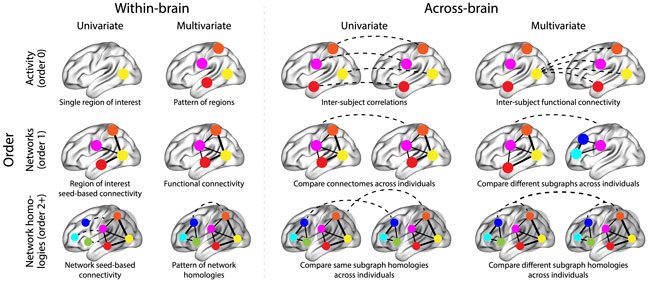 Within-brain
Across-brain
Univariate
Multivariate
Univariate
Multivariate
Order
Activity
(order 0)
Single region of interest
Pattern of regions
Inter-subject correlations
Inter-subject functional connectivity
Networks
(order 1)
Region of interest
seed-based connectivity
Functional connectivity
Compare connectomes across individuals
Compare different subgraphs across individuals
Network homo-
logies (order 2+)
Network seed-based
connectivity
Pattern of network
homologies
Compare same subgraph homologies
across individuals
Compare different subgraph homologies
across individuals